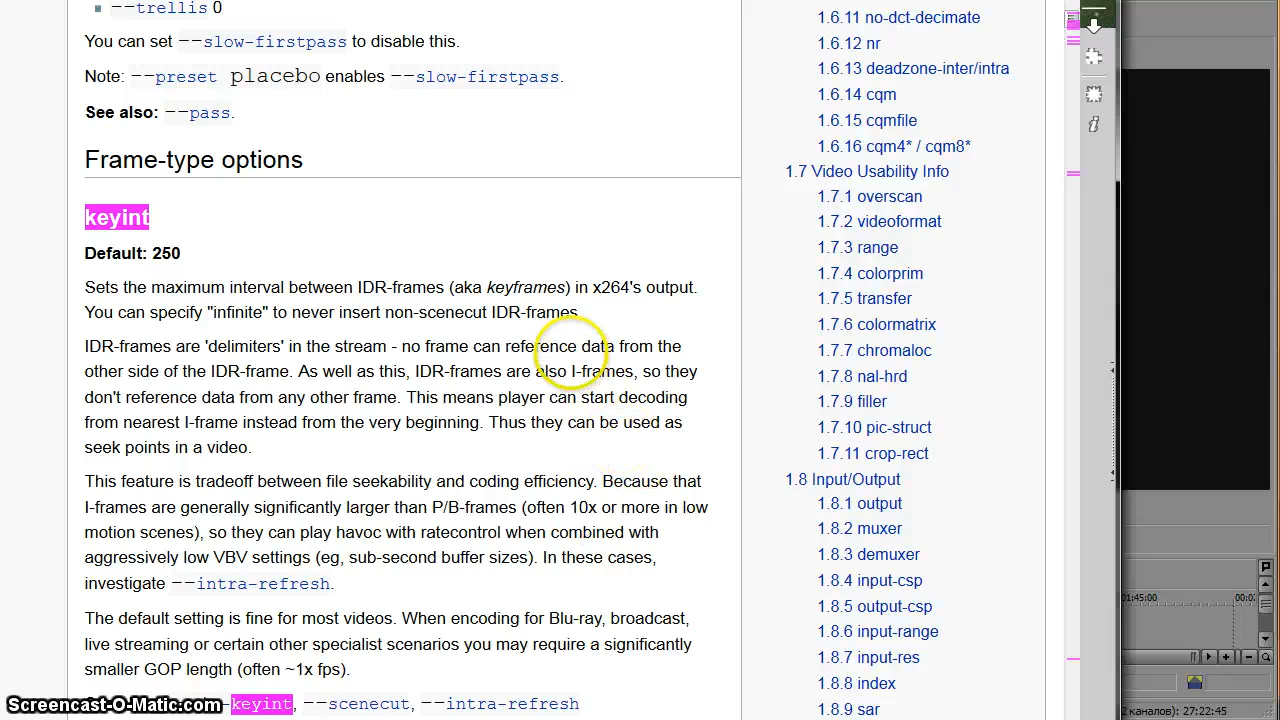 --trellis 0
You can set --slow-firstpass to disable this.
Note: --preset placebo enables --slow-firstpass.
See also: --pass.
Frame-type options
keyint
Default: 250
Sets the maximum interval between IDR-frames (aka keyframes) in x264's output.
You can specify "infinite" to never insert non-scenecut IDR-frames.
IDR-frames are 'delimiters' in the stream - no frame can reference data from the
other side of the IDR-frame. As well as this, IDR-frames are also I-frames, so they
don't reference data from any other frame. This means player can start decoding
from nearest I-frame instead from the very beginning. Thus they can be used as
seek points in a video.
This feature is tradeoff between file seekability and coding efficiency. Because that
I-frames are generally significantly larger than P/B-frames (often 10x or more in low
motion scenes), so they can play havoc with ratecontrol when combined with
aggressively low VBV settings (eg, sub-second buffer sizes). In these cases,
investigate --intra-refresh.
The default setting is fine for most videos. When encoding for Blu-ray, broadcast,
live streaming or certain other specialist scenarios you may require a significantly
smaller GOP length (often ~1x fps).
keyint, --scenecut, --intra-refresh
1.6.11 no-dct-decimate
1.6.12 nr
1.6.13 deadzone-inter/intra
1.6.14 cqm
1.6.15 cqmfile
1.6.16 cqm4* / cqm8*
1.7 Video Usability Info
1.7.1 overscan
1.7.2 videoformat
1.7.3 range
1.7.4 colorprim
1.7.5 transfer
1.7.6 colormatrix
1.7.7 chromaloc
1.7.8 nal-hrd
1.7.9 filler
1.7.10 pic-struct
1.7.11 crop-rect
1.8 Input/Output
1.8.1 output
1.8.2 muxer
1.8.3 demuxer
1.8.4 input-csp
1.8.5 output-csp
1.8.6 input-range
1.8.7 input-res
1.8.8 index
1.8.9 sar
01:45:00 00:0
2 каналов): 27:22:45
Screencast-O-Matic.com